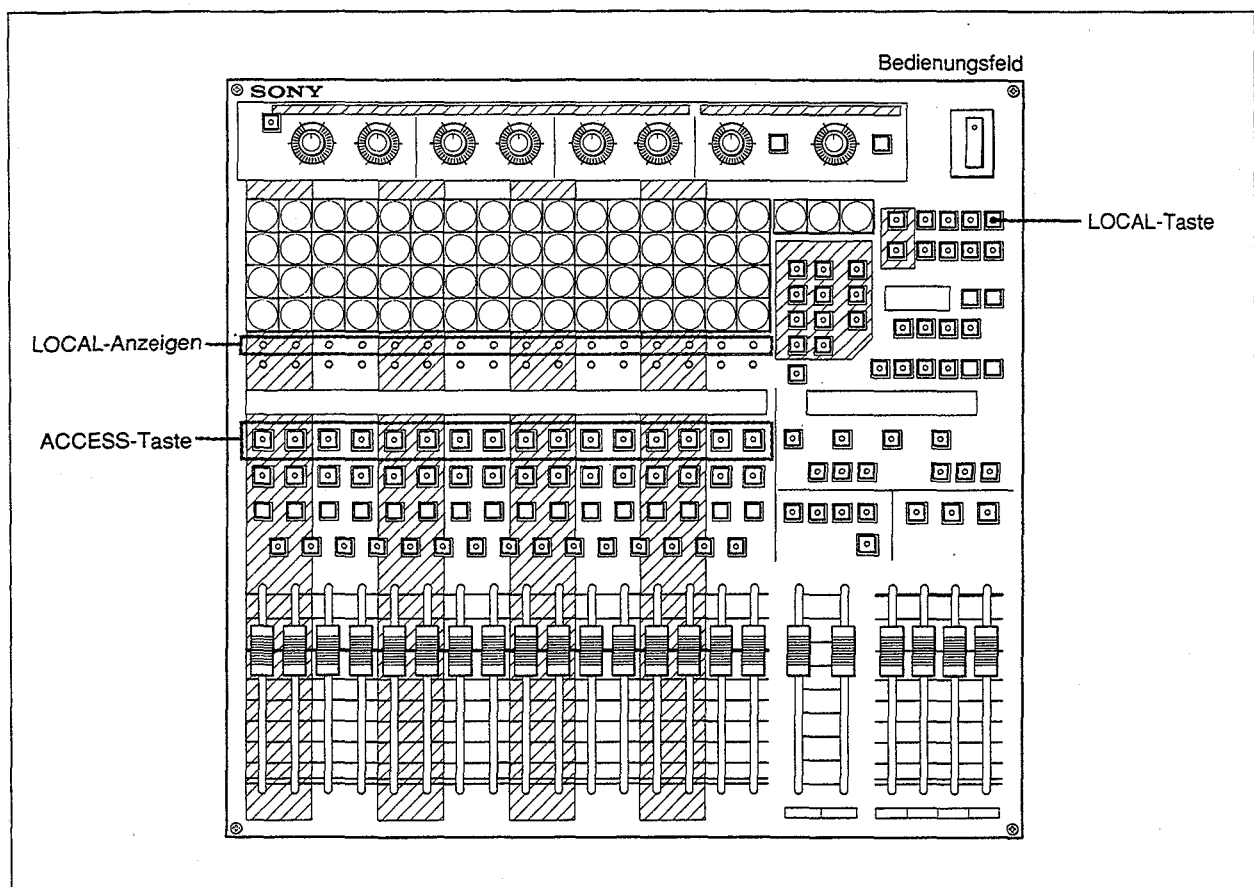 Bedienungsfeld
SONY
LOCAL-Taste
LOCAL-Anzeigen
ACCESS-Taste